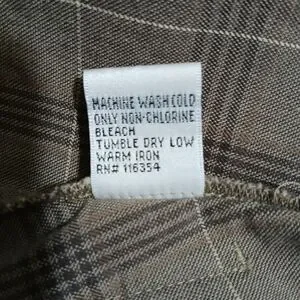 MACHINE WASH COLD
ONLY NON-CHLORINE
BLEACH
TUMBLE DRY LOW
WARM IRON
RN# 116354